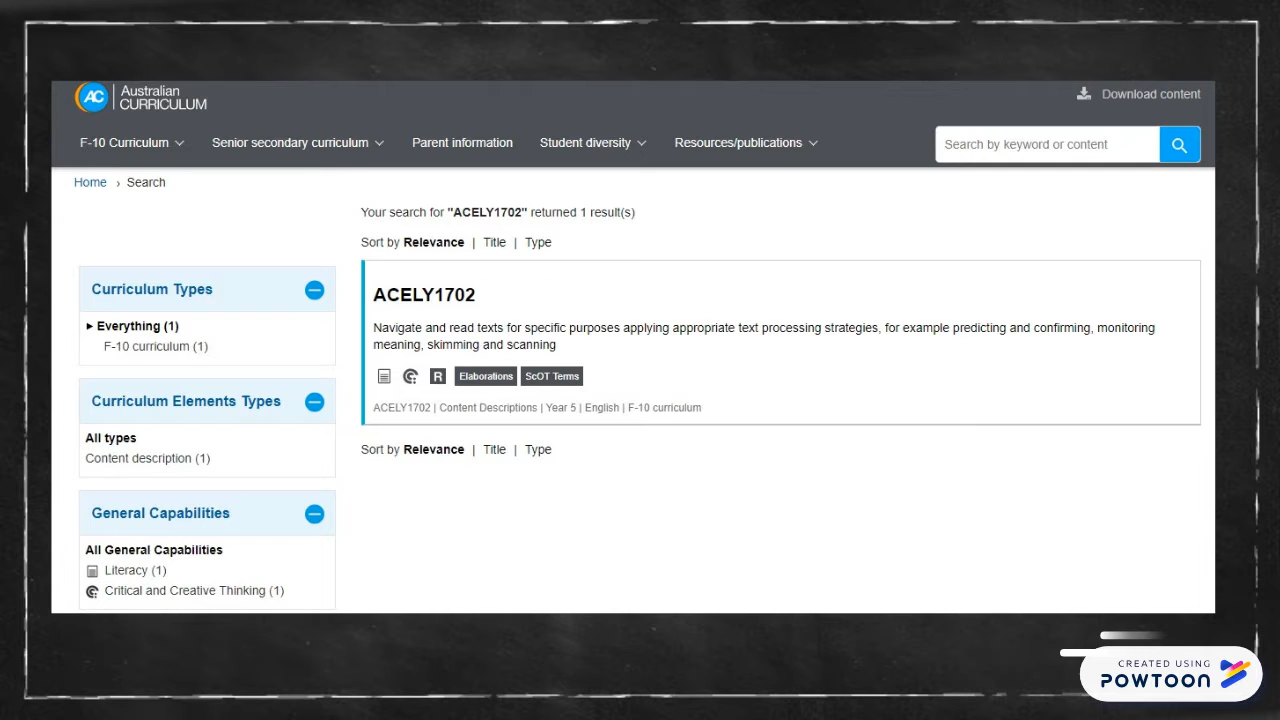 AC
Australian
CURRICULUM
Download content
F-10 Curriculum
Senior secondary curriculum
Parent information
Student diversity
Resources/publications
Search by keyword or content
Home › Search
Your search for "ACELY1702" returned 1 result(s)
Sort by Relevance | Title | Type
Curriculum Types
Everything (1)
F-10 curriculum (1)
Curriculum Elements Types
All types
Content description (1)
General Capabilities
All General Capabilities
Literacy (1)
Critical and Creative Thinking (1)
ACELY1702
Navigate and read texts for specific purposes applying appropriate text processing strategies, for example predicting and confirming, monitoring
meaning, skimming and scanning
R Elaborations ScOT Terms
ACELY1702 | Content Descriptions | Year 5 | English | F-10 curriculum
Sort by Relevance | Title | Type
CREATED USING
POWTOON